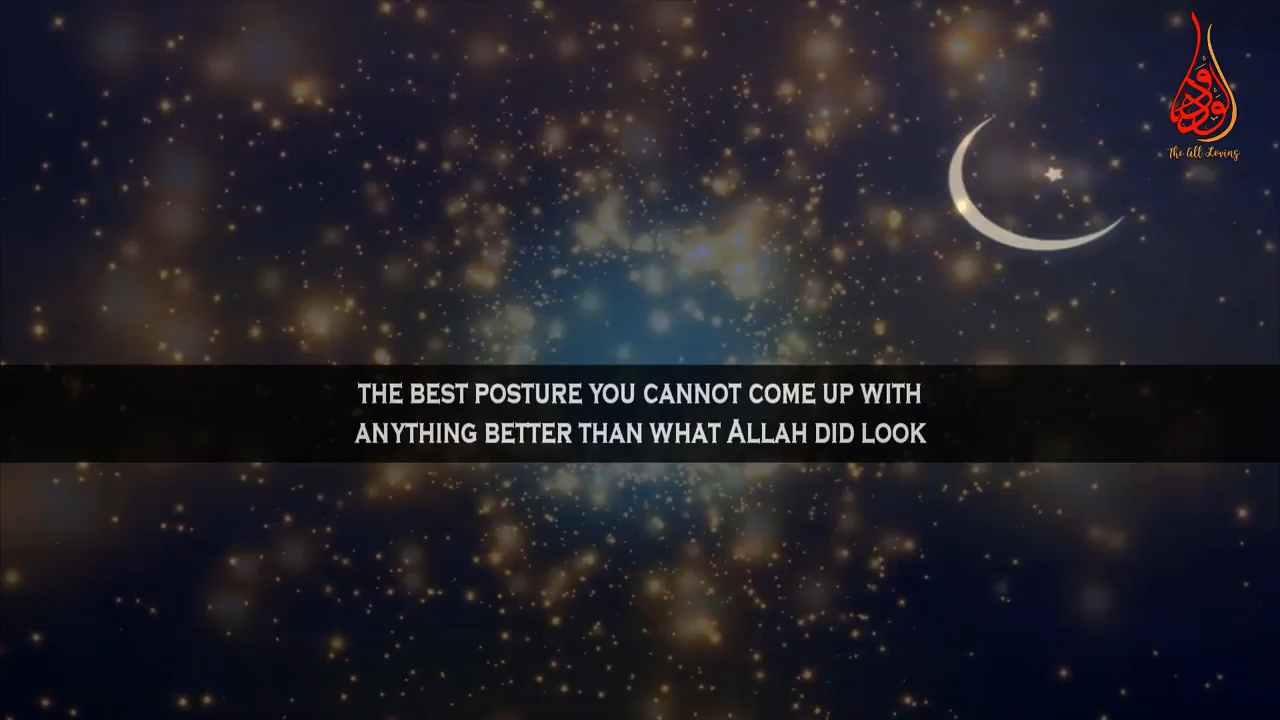 The All Loving
THE BEST POSTURE YOU CANNOT COME UP WITH
ANYTHING BETTER THAN WHAT ALLAH DID LOOK